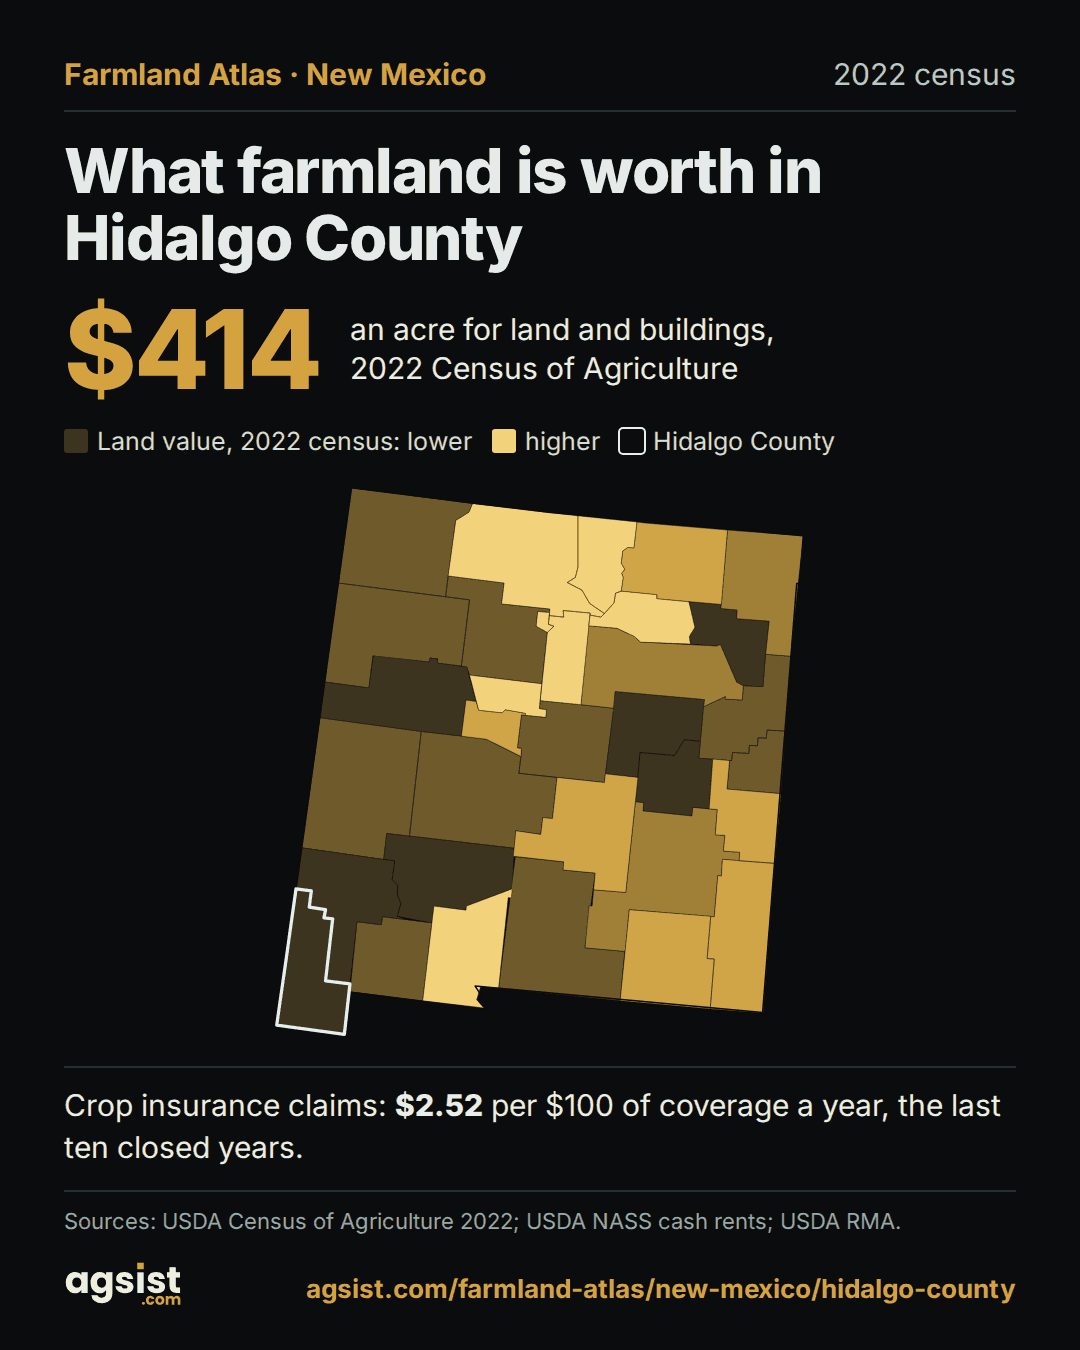 Farmland Atlas · New Mexico
2022 census
What farmland is worth in
Hidalgo County
$414
an acre for land and buildings,
2022 Census of Agriculture
Land value, 2022 census: lower
higher
Hidalgo County
Crop insurance claims: $2.52 per $100 of coverage a year, the last
ten closed years.
Sources: USDA Census of Agriculture 2022; USDA NASS cash rents; USDA RMA.
agsist
.com
agsist.com/farmland-atlas/new-mexico/hidalgo-county